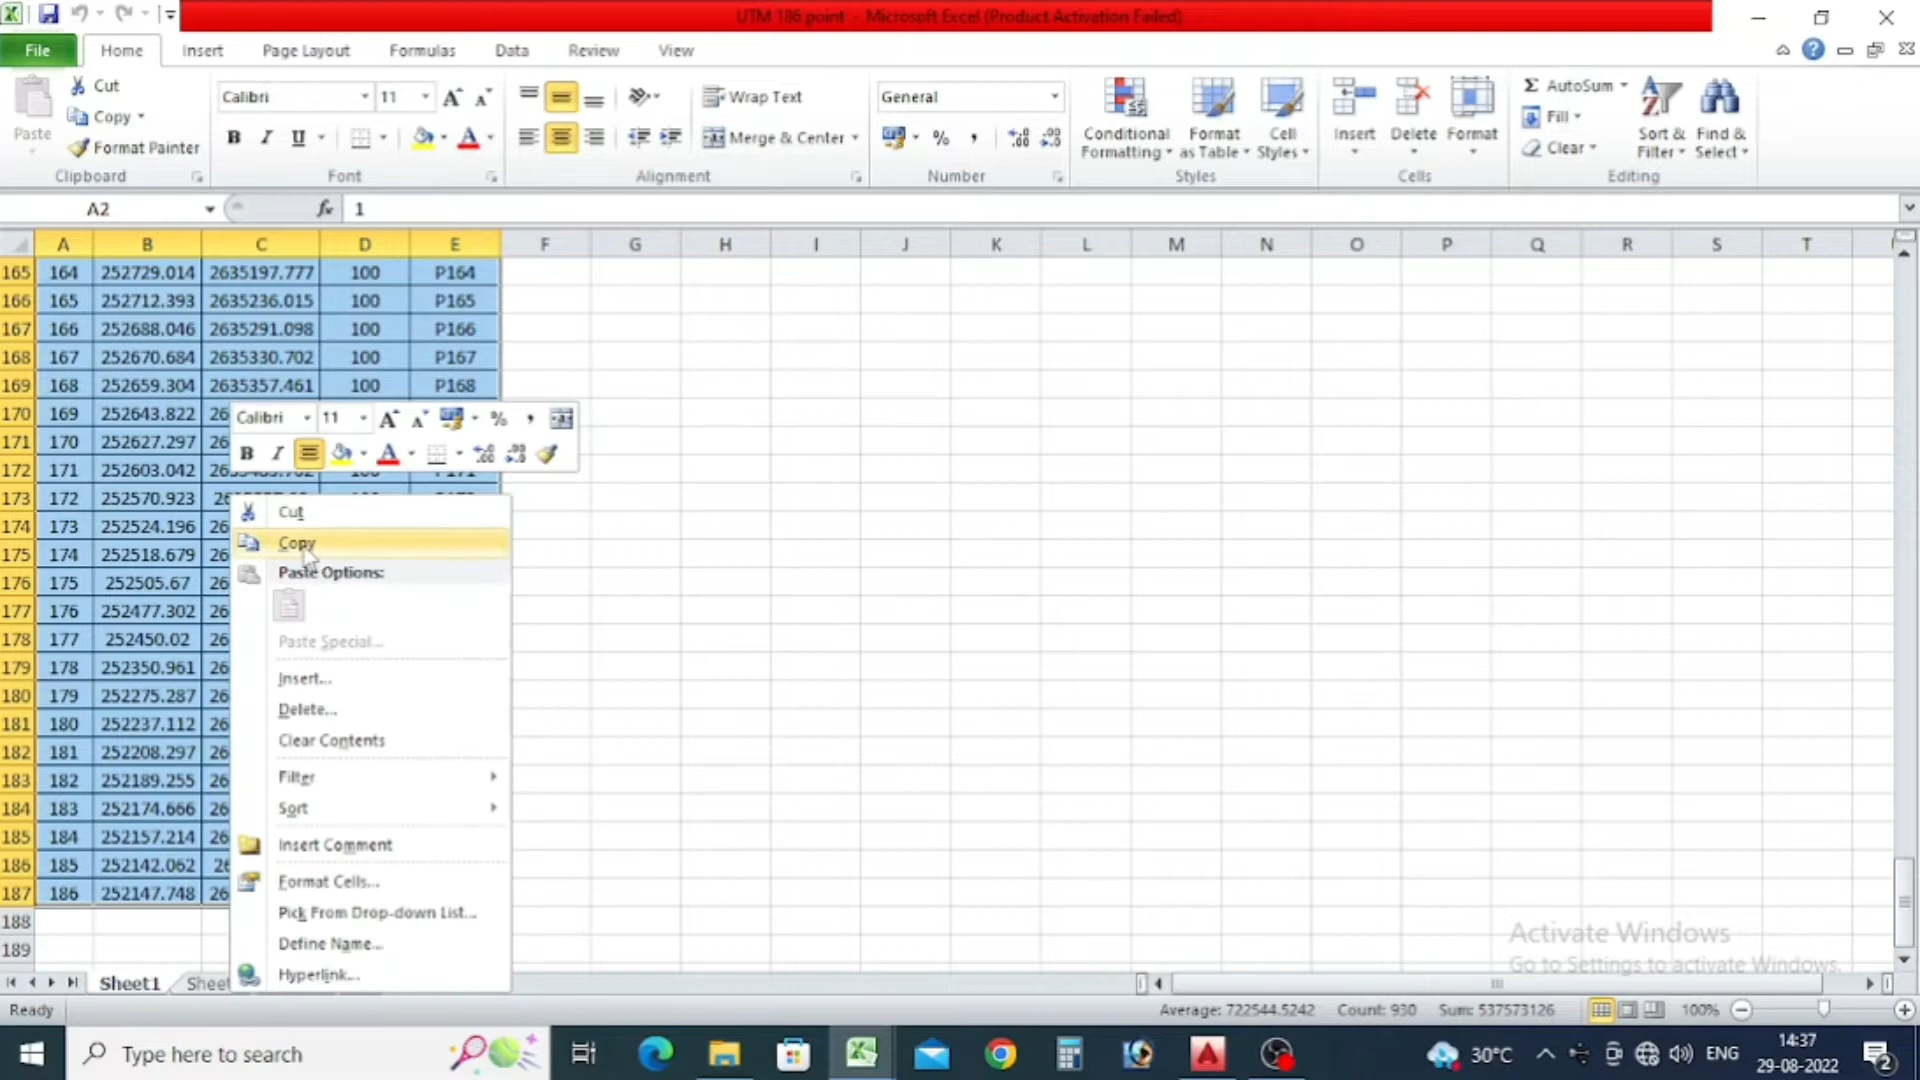 UTM 186 point - Microsoft Excel (Product Activation Failed)
File Home Insert Page Layout Formulas Data Review View
Paste
Cut
Copy
Format Painter
Clipboard
Calibri 11
B I U
Font
Wrap Text
Merge & Center
Alignment
General
Number
Conditional Formatting
Format as Table
Cell Styles
Styles
Insert Delete Format
Cells
AutoSum
Fill
Clear
Sort & Filter
Find & Select
Editing
A2 fx 1
A B C D E F G H I J K L M N O P Q R S T
165 164 252729.014 2635197.777 100 P164
166 165 252712.393 2635236.015 100 P165
167 166 252688.046 2635291.098 100 P166
168 167 252670.684 2635330.702 100 P167
169 168 252659.304 2635357.461 100 P168
170 169 252643.822 26
171 170 252627.297 26
172 171 252603.042
173 172 252570.923 26
174 173 252524.196 26
175 174 252518.679 26
176 175 252505.67 26
177 176 252477.302 26
178 177 252450.02 26
179 178 252350.961 26
180 179 252275.287 26
181 180 252237.112 26
182 181 252208.297 26
183 182 252189.255 26
184 183 252174.666 26
185 184 252157.214 26
186 185 252142.062 26
187 186 252147.748 26
188
189
Calibri 11
B I
Cut
Copy
Paste Options:
Paste Special...
Insert...
Delete...
Clear Contents
Filter
Sort
Insert Comment
Format Cells...
Pick From Drop-down List...
Define Name...
Hyperlink...
Activate Windows
Go to Settings to activate Windows.
Sheet1 Sheet
Ready Average: 722544.5242 Count: 930 Sum: 537573126 100%
Type here to search
30°C ENG
14:37
29-08-2022
2